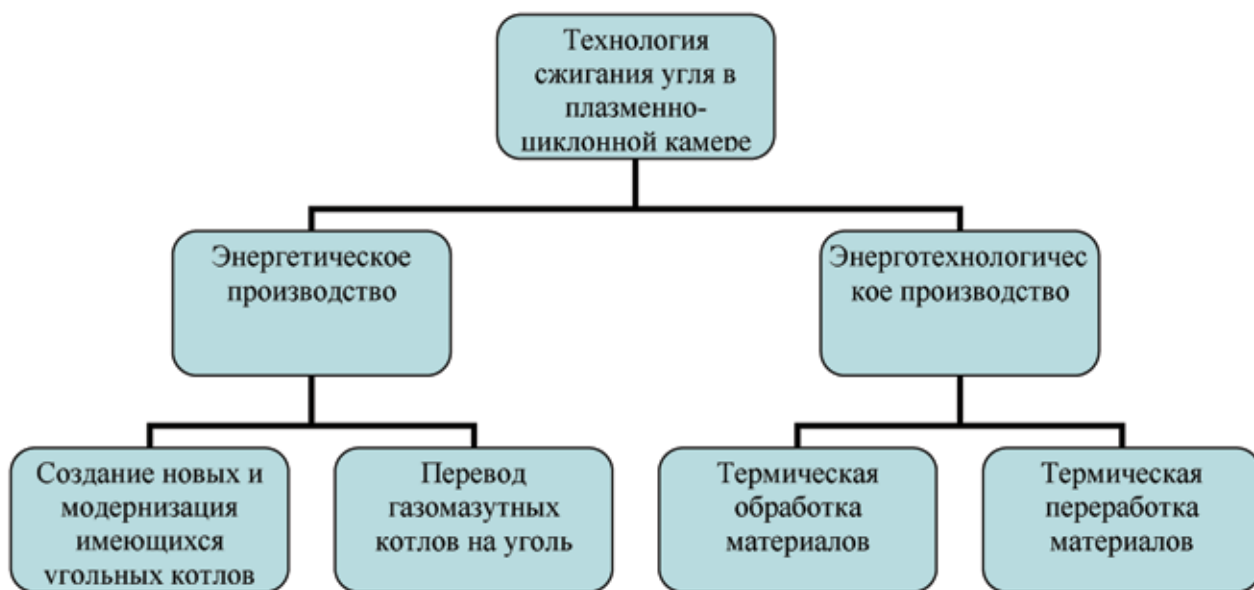 Технология
сжигания угля в
плазменно-
циклонной камере
Энергетическое
производство
Энерготехнологичес
кое производство
Создание новых и
модернизация
имеющихся
угольных котлов
Перевод
газомазутных
котлов на уголь
Термическая
обработка
материалов
Термическая
переработка
материалов